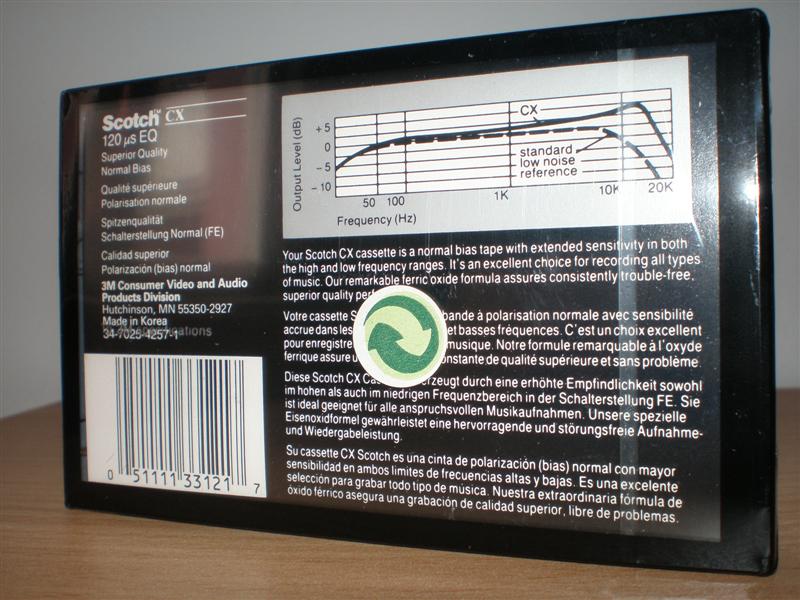 Scotch™ CX
120 µs EQ
Superior Quality
Normal Bias
Qualité supérieure
Polarisation normale
Spitzenqualität
Schalterstellung Normal (FE)
Calidad superior
Polarización (bias) normal
3M Consumer Video and Audio
Products Division
Hutchinson, MN 55350-2927
Made in Korea
34-7025-4257-1
0 51111 33121 7
Output Level (dB)
+5
0
-5
-10
CX
standard
low noise
reference
50 100 1K 10K 20K
Frequency (Hz)
Your Scotch CX cassette is a normal bias tape with extended sensitivity in both
the high and low frequency ranges. It's an excellent choice for recording all types
of music. Our remarkable ferric oxide formula assures consistently trouble-free,
superior quality
Votre cassette bande à polarisation normale avec sensibilité
accrue dans les et basses fréquences. C'est un choix excellent
pour musique. Notre formule remarquable à l'oxyde
ferrique assure constante de qualité supérieure et sans problème.
Diese Scotch CX erzeugt durch eine erhöhte Empfindlichkeit sowohl
im hohen als auch im niedrigen Frequenzbereich in der Schalterstellung FE. Sie
ist ideal geeignet für alle anspruchsvollen Musikaufnahmen. Unsere spezielle
Eisenoxidformel gewährleistet eine hervorragende und störungsfreie Aufnahme-
und Wiedergabeleistung.
Su cassette CX Scotch es una cinta de polarización (bias) normal con mayor
sensibilidad en ambos limites de frecuencias altas y bajas. Es una excelente
selección para grabar todo tipo de música. Nuestra extraordinaria fórmula de
óxido férrico asegura una grabación de calidad superior, libre de problemas.